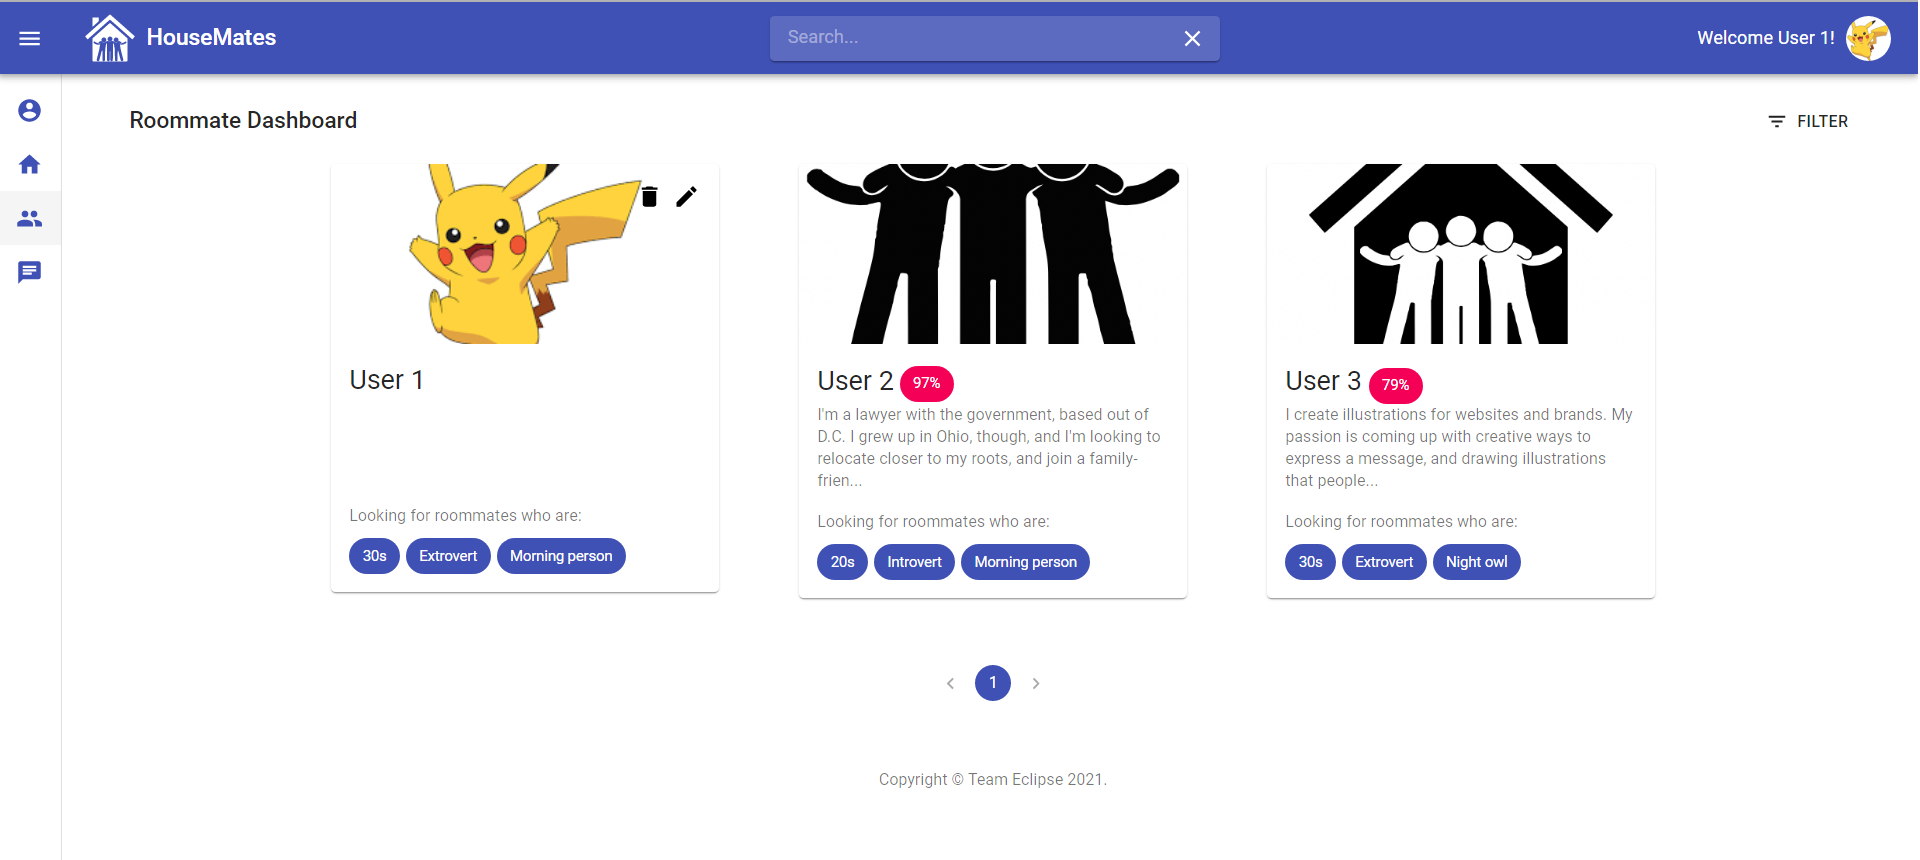 HouseMates
Search...
Welcome User 1!
Roommate Dashboard
FILTER
User 1
Looking for roommates who are:
30s Extrovert Morning person
User 2 97%
I'm a lawyer with the government, based out of
D.C. I grew up in Ohio, though, and I'm looking to
relocate closer to my roots, and join a family-
frien...
Looking for roommates who are:
20s Introvert Morning person
User 3 79%
I create illustrations for websites and brands. My
passion is coming up with creative ways to
express a message, and drawing illustrations
that people...
Looking for roommates who are:
30s Extrovert Night owl
1
Copyright © Team Eclipse 2021.